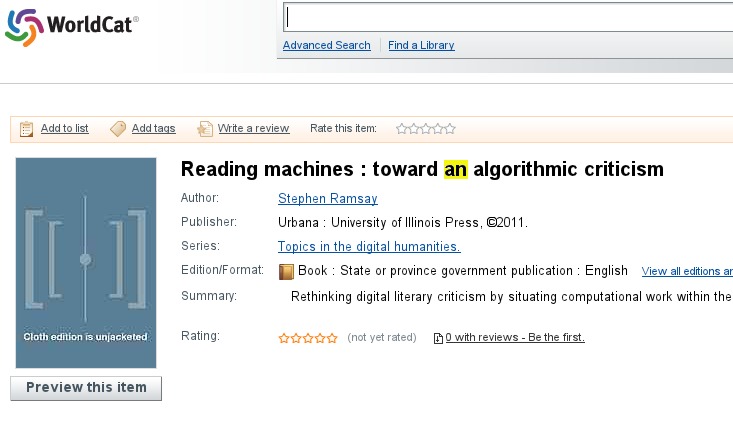 WorldCat®
Advanced Search Find a Library
Add to list Add tags Write a review Rate this item:
Reading machines : toward an algorithmic criticism
Author: Stephen Ramsay
Publisher: Urbana : University of Illinois Press, ©2011.
Series: Topics in the digital humanities.
Edition/Format: Book : State or province government publication : English View all editions ar
Summary: Rethinking digital literary criticism by situating computational work within the
Rating: (not yet rated) 0 with reviews - Be the first.
Cloth edition is unjacketed
Preview this item